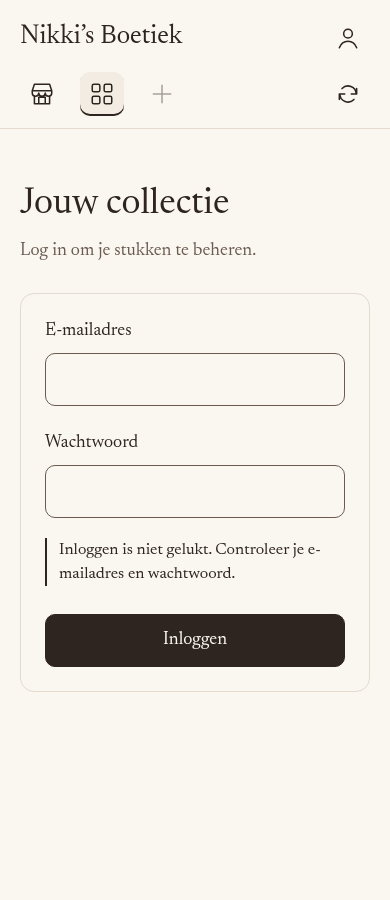 Nikki’s Boetiek
Jouw collectie
Log in om je stukken te beheren.
E-mailadres
Wachtwoord
Inloggen is niet gelukt. Controleer je e-
mailadres en wachtwoord.
Inloggen